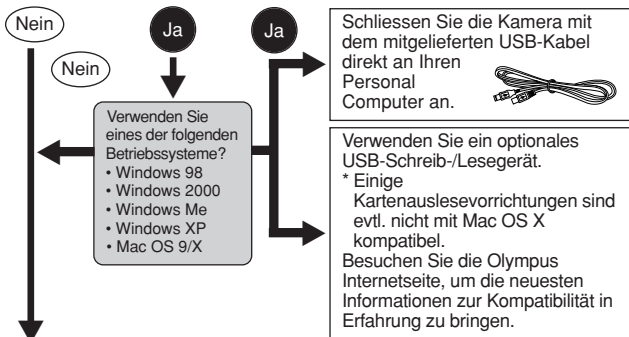 Nein
Ja
Ja
Nein
Schliessen Sie die Kamera mit
dem mitgelieferten USB-Kabel
direkt an Ihren
Personal
Computer an.
Verwenden Sie
eines der folgenden
Betriebssysteme?
• Windows 98
• Windows 2000
• Windows Me
• Windows XP
• Mac OS 9/X
Verwenden Sie ein optionales
USB-Schreib-/Lesegerät.
* Einige
Kartenauslesevorrichtungen sind
evtl. nicht mit Mac OS X
kompatibel.
Besuchen Sie die Olympus
Internetseite, um die neuesten
Informationen zur Kompatibilität in
Erfahrung zu bringen.